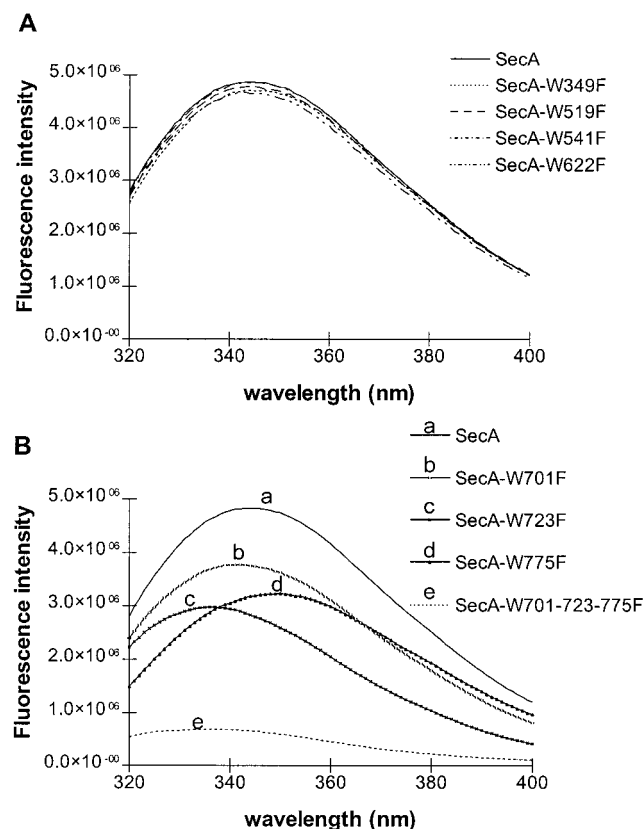 A
SecA
SecA-W349F
SecA-W519F
SecA-W541F
SecA-W622F
Fluorescence intensity
5.0×10⁰⁶
4.0×10⁰⁶
3.0×10⁰⁶
2.0×10⁰⁶
1.0×10⁰⁶
0.0×10⁻⁰⁰
320 340 360 380 400
wavelength (nm)
B
a SecA
b SecA-W701F
c SecA-W723F
d SecA-W775F
e SecA-W701-723-775F
Fluorescence intensity
5.0×10⁰⁶
4.0×10⁰⁶
3.0×10⁰⁶
2.0×10⁰⁶
1.0×10⁰⁶
0.0×10⁻⁰⁰
a
b
c
d
e
320 340 360 380 400
wavelength (nm)